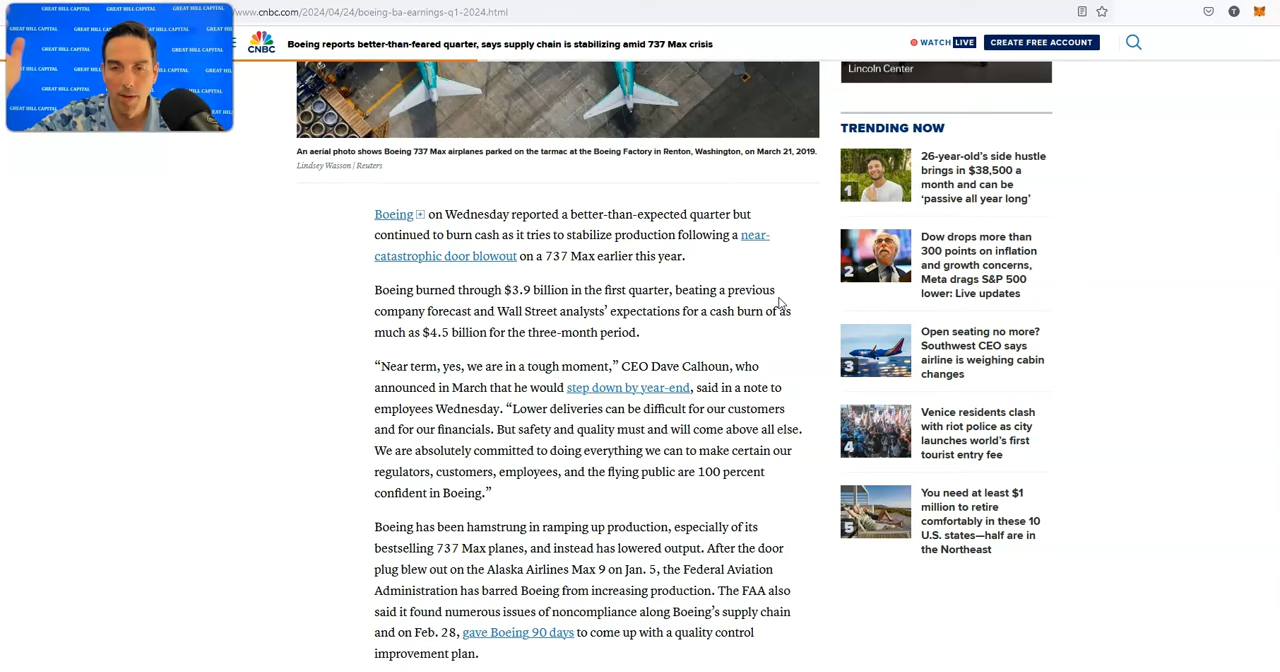 www.cnbc.com/2024/04/24/boeing-ba-earnings-q1-2024.html
GREAT HILL CAPITAL
CNBC
Boeing reports better-than-feared quarter, says supply chain is stabilizing amid 737 Max crisis
WATCH LIVE
CREATE FREE ACCOUNT
An aerial photo shows Boeing 737 Max airplanes parked on the tarmac at the Boeing Factory in Renton, Washington, on March 21, 2019.
Lindsey Wasson | Reuters
Boeing on Wednesday reported a better-than-expected quarter but
continued to burn cash as it tries to stabilize production following a near-
catastrophic door blowout on a 737 Max earlier this year.
Boeing burned through $3.9 billion in the first quarter, beating a previous
company forecast and Wall Street analysts’ expectations for a cash burn of as
much as $4.5 billion for the three-month period.
“Near term, yes, we are in a tough moment,” CEO Dave Calhoun, who
announced in March that he would step down by year-end, said in a note to
employees Wednesday. “Lower deliveries can be difficult for our customers
and for our financials. But safety and quality must and will come above all else.
We are absolutely committed to doing everything we can to make certain our
regulators, customers, employees, and the flying public are 100 percent
confident in Boeing.”
Boeing has been hamstrung in ramping up production, especially of its
bestselling 737 Max planes, and instead has lowered output. After the door
plug blew out on the Alaska Airlines Max 9 on Jan. 5, the Federal Aviation
Administration has barred Boeing from increasing production. The FAA also
said it found numerous issues of noncompliance along Boeing’s supply chain
and on Feb. 28, gave Boeing 90 days to come up with a quality control
improvement plan.
Lincoln Center
TRENDING NOW
1
26-year-old’s side hustle
brings in $38,500 a
month and can be
‘passive all year long’
2
Dow drops more than
300 points on inflation
and growth concerns,
Meta drags S&P 500
lower: Live updates
3
Open seating no more?
Southwest CEO says
airline is weighing cabin
changes
4
Venice residents clash
with riot police as city
launches world’s first
tourist entry fee
5
You need at least $1
million to retire
comfortably in these 10
U.S. states—half are in
the Northeast